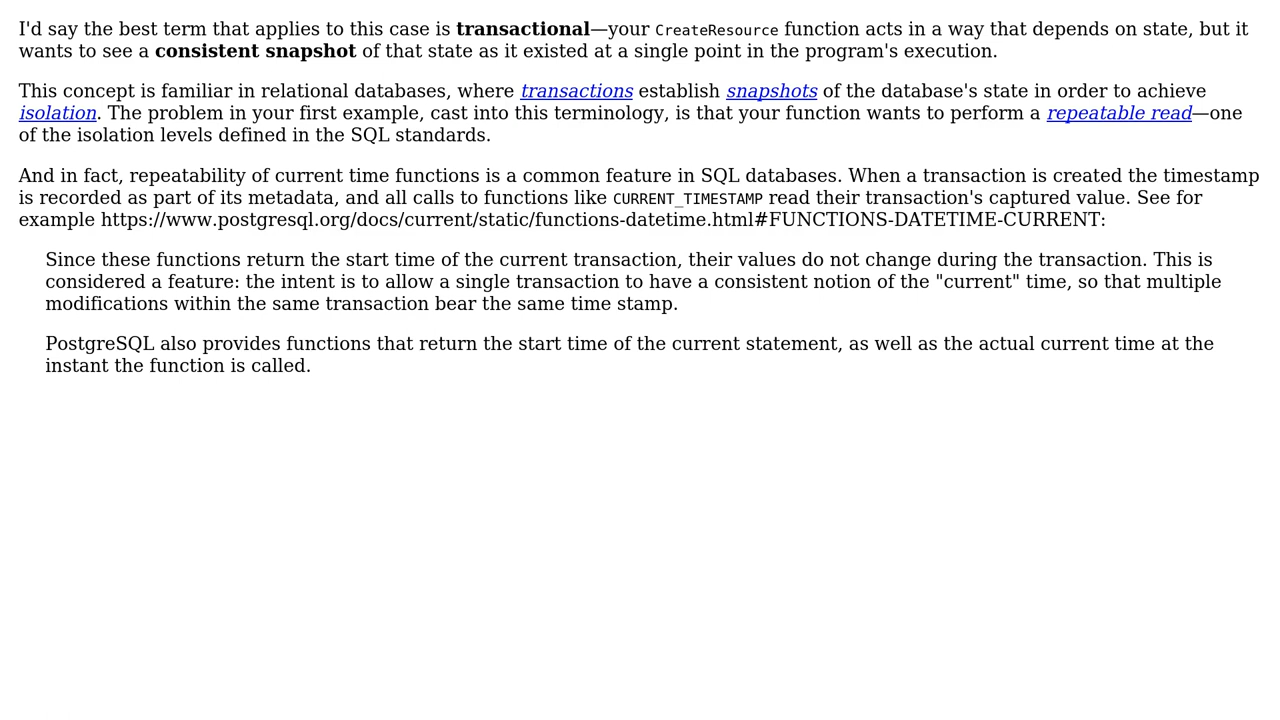 I'd say the best term that applies to this case is transactional—your CreateResource function acts in a way that depends on state, but it
wants to see a consistent snapshot of that state as it existed at a single point in the program's execution.
This concept is familiar in relational databases, where transactions establish snapshots of the database's state in order to achieve
isolation. The problem in your first example, cast into this terminology, is that your function wants to perform a repeatable read—one
of the isolation levels defined in the SQL standards.
And in fact, repeatability of current time functions is a common feature in SQL databases. When a transaction is created the timestamp
is recorded as part of its metadata, and all calls to functions like CURRENT_TIMESTAMP read their transaction's captured value. See for
example https://www.postgresql.org/docs/current/static/functions-datetime.html#FUNCTIONS-DATETIME-CURRENT:
Since these functions return the start time of the current transaction, their values do not change during the transaction. This is
considered a feature: the intent is to allow a single transaction to have a consistent notion of the "current" time, so that multiple
modifications within the same transaction bear the same time stamp.
PostgreSQL also provides functions that return the start time of the current statement, as well as the actual current time at the
instant the function is called.